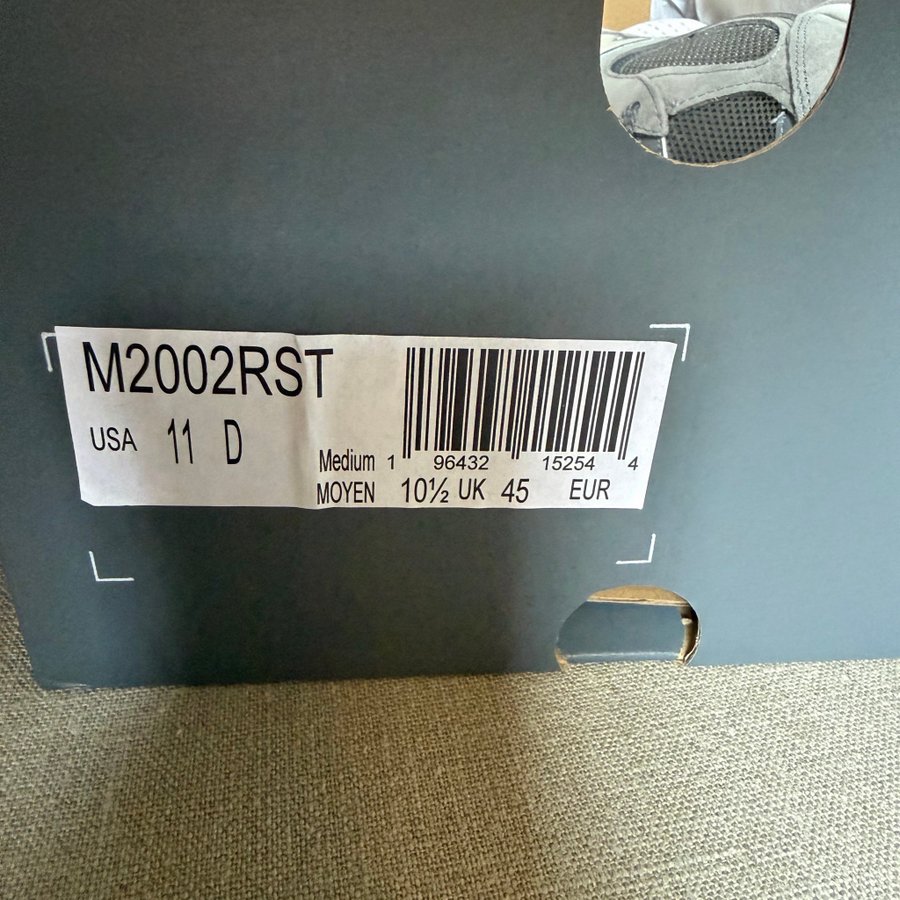 M2002RST
USA 11 D
Medium 1 96432 15254 4
MOYEN 10½ UK 45 EUR